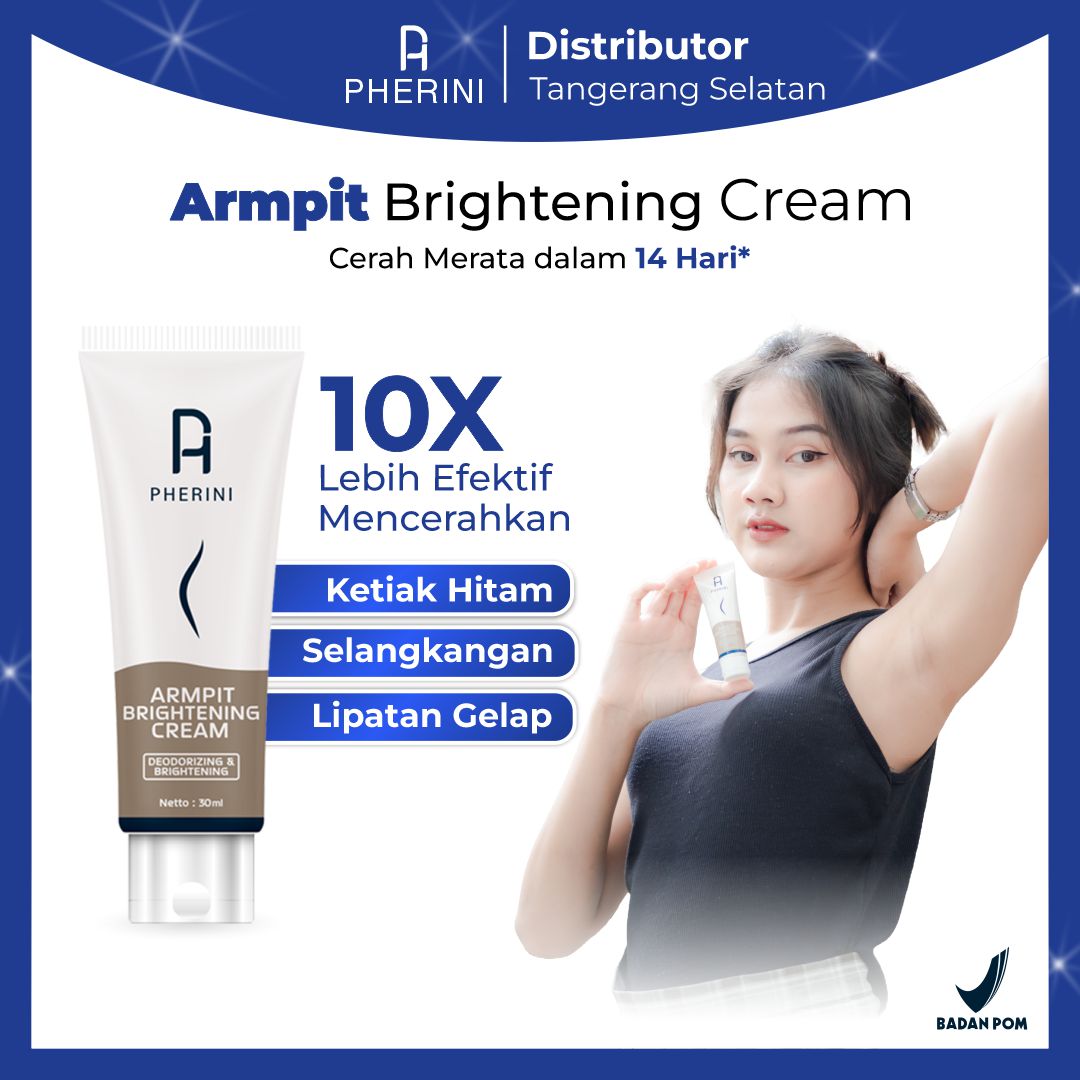 PHERINI
Distributor
Tangerang Selatan
Armpit Brightening Cream
Cerah Merata dalam 14 Hari*
10X
Lebih Efektif
Mencerahkan
Ketiak Hitam
Selangkangan
Lipatan Gelap
PHERINI
ARMPIT
BRIGHTENING
CREAM
DEODORIZING &
BRIGHTENING
Netto : 30ml
PHERINI
BADAN POM